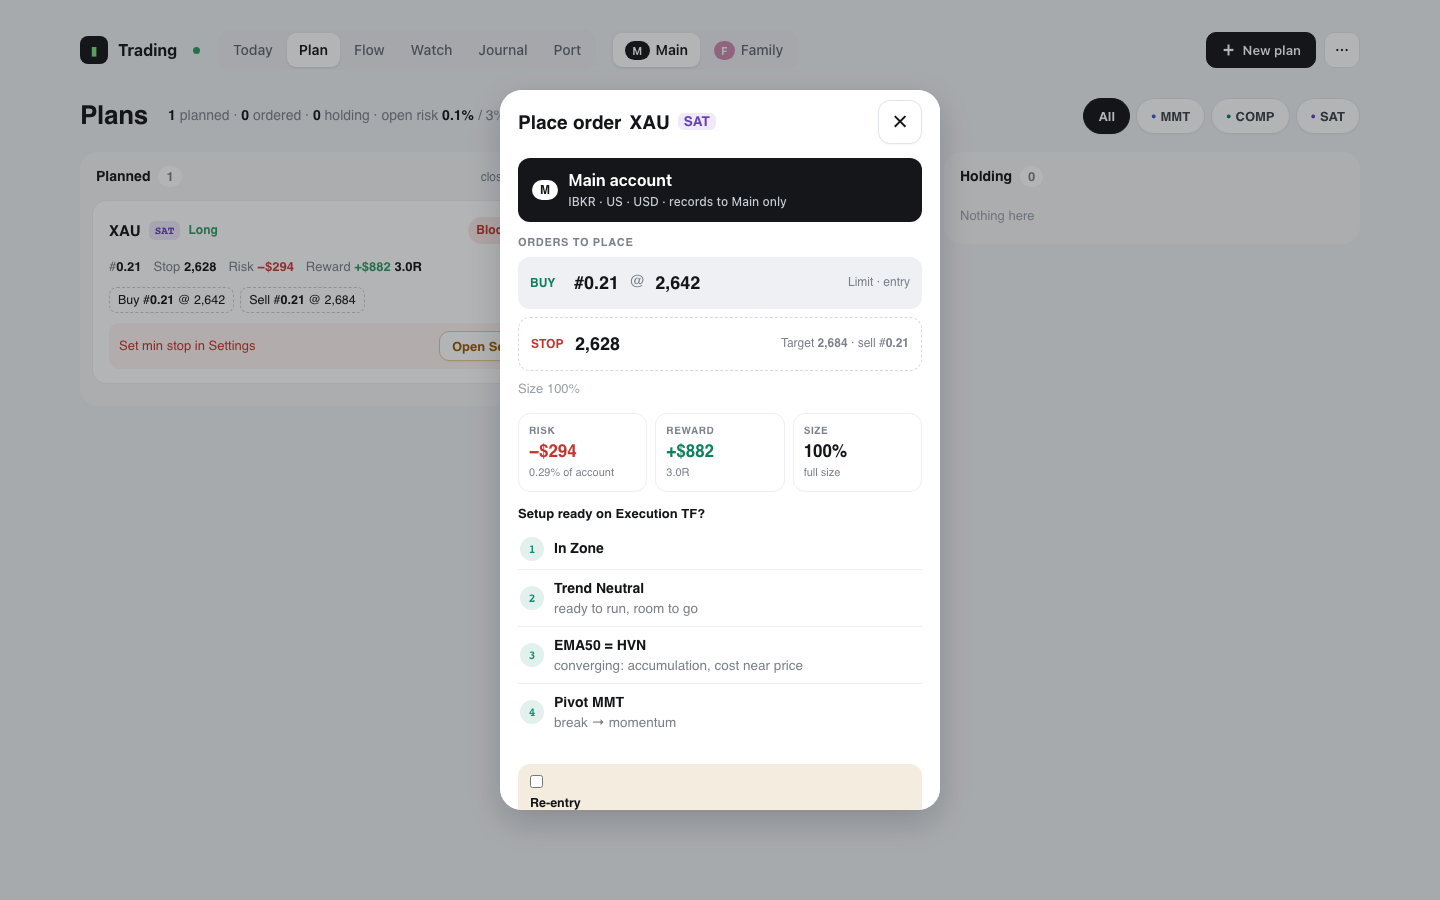 Trading
Today Plan Flow Watch Journal Port
M Main F Family
+ New plan
...
Plans
1 planned · 0 ordered · 0 holding · open risk 0.1% / 3%
All • MMT • COMP • SAT
Planned 1
XAU SAT Long
#0.21 Stop 2,628 Risk −$294 Reward +$882 3.0R
Buy #0.21 @ 2,642 Sell #0.21 @ 2,684
Set min stop in Settings
Open
Holding 0
Nothing here
Place order XAU SAT
✕
M Main account
IBKR · US · USD · records to Main only
ORDERS TO PLACE
BUY #0.21 @ 2,642 Limit · entry
STOP 2,628 Target 2,684 · sell #0.21
Size 100%
RISK
−$294
0.29% of account
REWARD
+$882
3.0R
SIZE
100%
full size
Setup ready on Execution TF?
1 In Zone
2 Trend Neutral
ready to run, room to go
3 EMA50 = HVN
converging: accumulation, cost near price
4 Pivot MMT
break → momentum
Re-entry